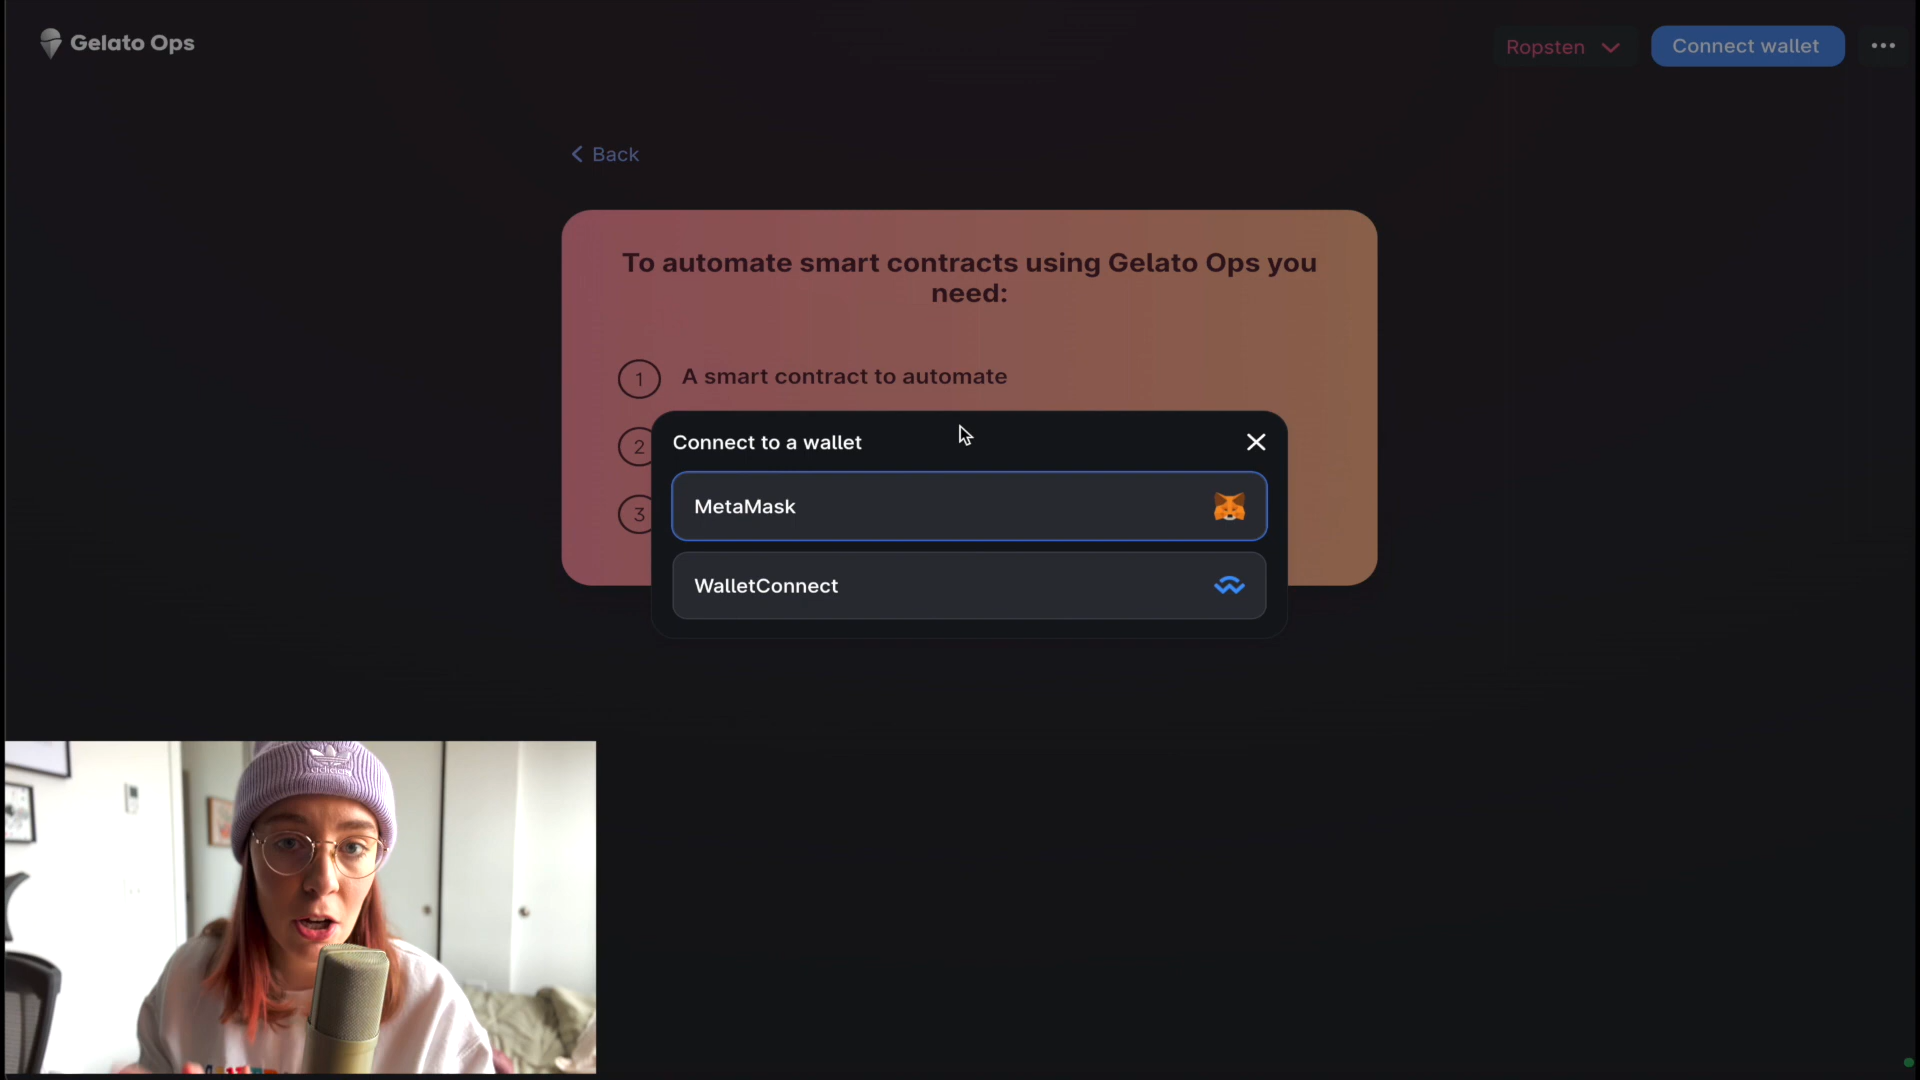 Gelato Ops
Ropsten
Connect wallet
Back
To automate smart contracts using Gelato Ops you
need:
1
A smart contract to automate
2
Connect to a wallet
3
MetaMask
WalletConnect
adidas